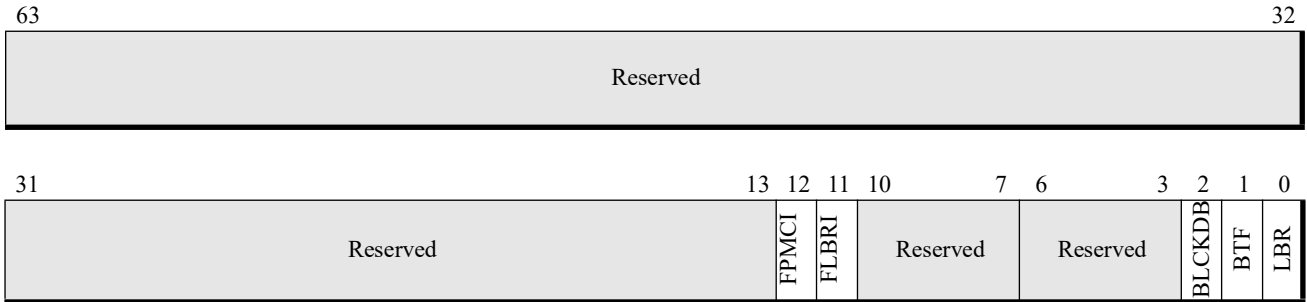 63 32
Reserved
31 13 12 11 10 7 6 3 2 1 0
Reserved FPMCI FLBRI Reserved Reserved BLCKDB BTF LBR